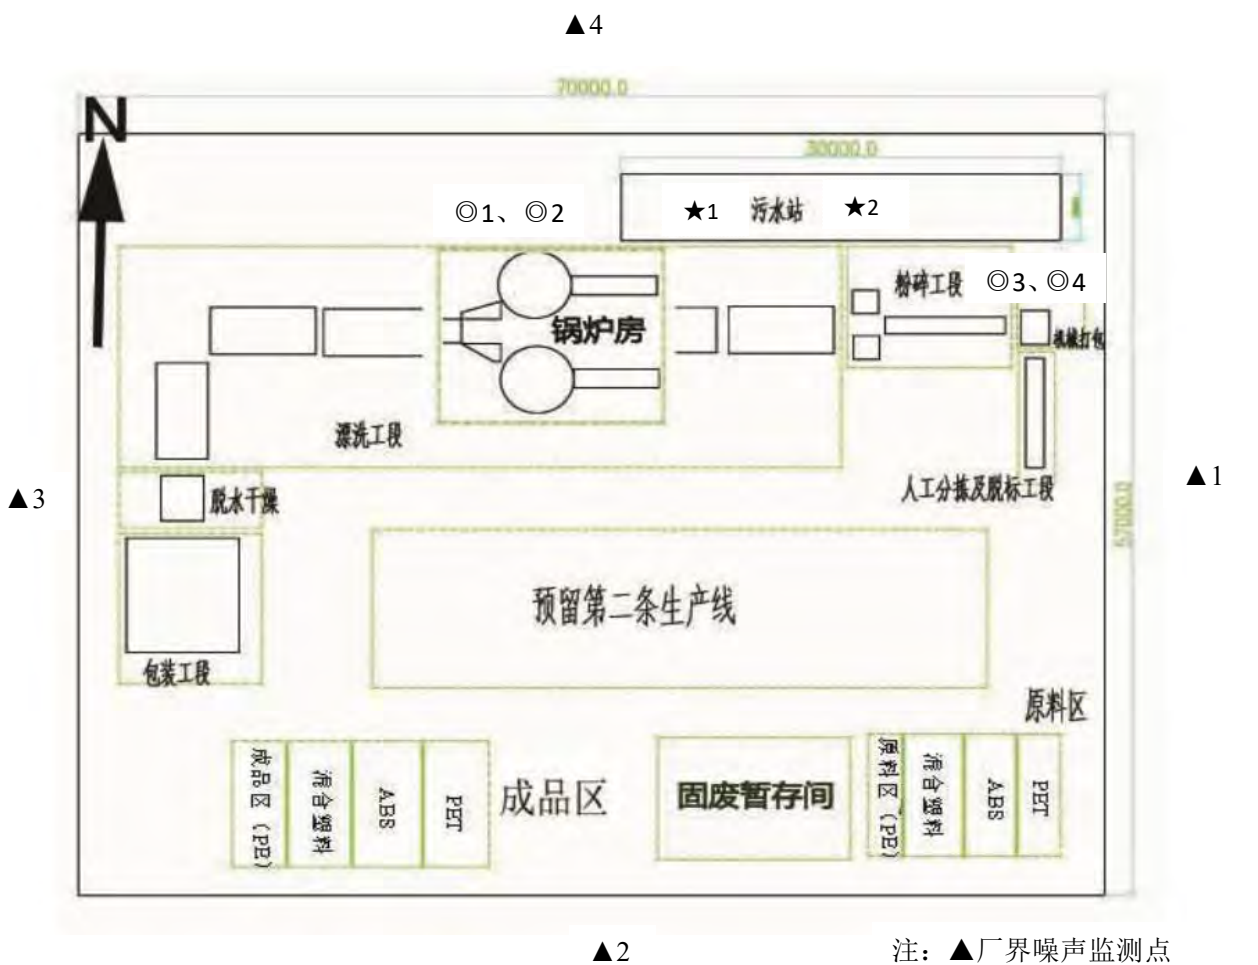 ▲4
70000.0
N
30000.0
◎1、◎2
★1 污水站 ★2
粉碎工段 ◎3、◎4
锅炉房
机械打包
漂洗工段
人工分拣及脱标工段
▲1
▲3
脱水干燥
57000.0
预留第二条生产线
包装工段
原料区
成品区（PE）
混合塑料
ABS
PET
成品区
固废暂存间
原料区（PE）
混合塑料
ABS
PET
▲2
注：▲厂界噪声监测点